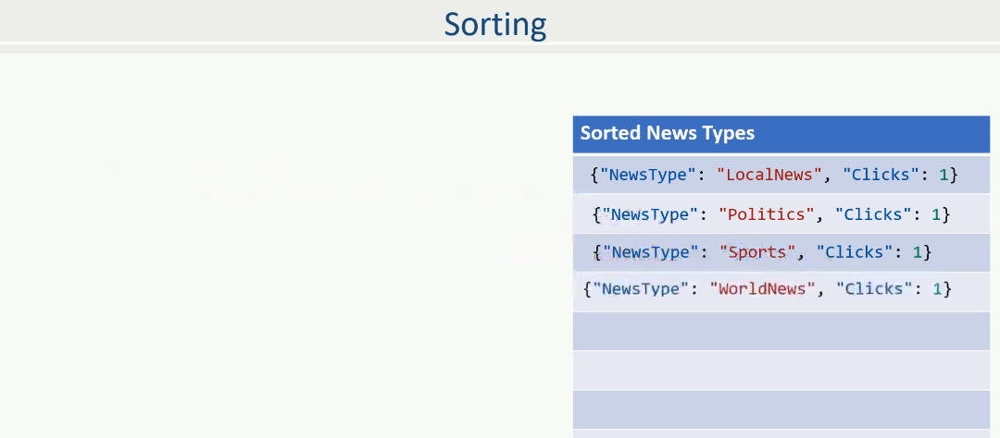 Sorting
Sorted News Types
{"NewsType": "LocalNews", "Clicks": 1}
{"NewsType": "Politics", "Clicks": 1}
{"NewsType": "Sports", "Clicks": 1}
{"NewsType": "WorldNews", "Clicks": 1}